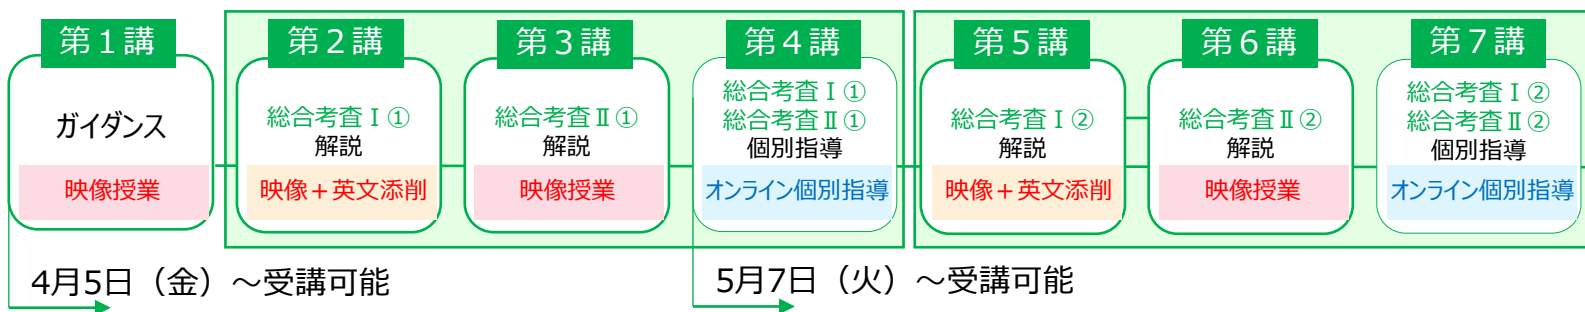 第1講
ガイダンス
映像授業
第2講
総合考査Ⅰ①
解説
映像+英文添削
第3講
総合考査Ⅱ①
解説
映像授業
第4講
総合考査Ⅰ①
総合考査Ⅱ①
個別指導
オンライン個別指導
第5講
総合考査Ⅰ②
解説
映像+英文添削
第6講
総合考査Ⅱ②
解説
映像授業
第7講
総合考査Ⅰ②
総合考査Ⅱ②
個別指導
オンライン個別指導
4月5日(金)~受講可能
5月7日(火)~受講可能